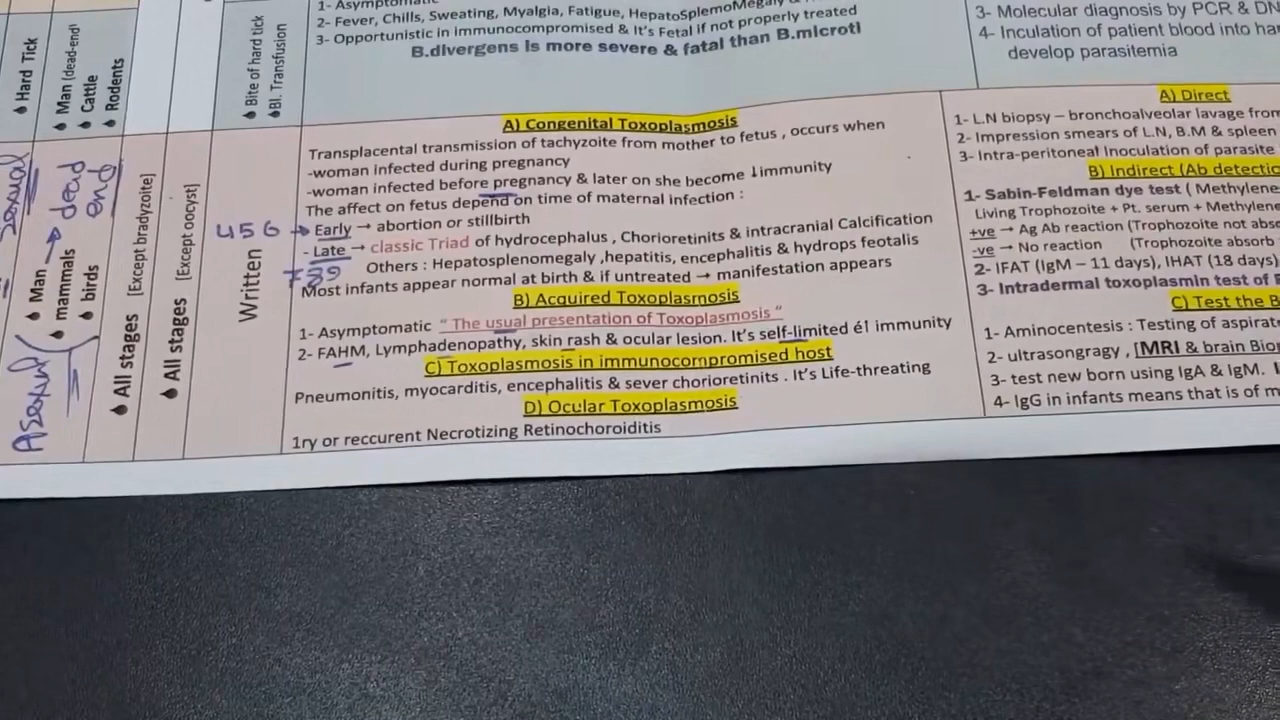 Hard Tick
Man (dead-end)
Cattle
Rodents
Bite of hard tick
Bl. Transfusion
1- Asymptomatic
2- Fever, Chills, Sweating, Myalgia, Fatigue, HepatoSplemoMegaly &
3- Opportunistic in immunocompromised & It's Fetal if not properly treated
B.divergens is more severe & fatal than B.microti
3- Molecular diagnosis by PCR & DN
4- Inculation of patient blood into ha
develop parasitemia
sexual
Asexual
Man → dead end
mammals
birds
All stages [Except bradyzoite]
All stages [Except oocyst]
Written
A) Congenital Toxoplasmosis
Transplacental transmission of tachyzoite from mother to fetus , occurs when
-woman infected during pregnancy
-woman infected before pregnancy & later on she become ↓immunity
The affect on fetus depend on time of maternal infection :
456 → Early → abortion or stillbirth
- Late → classic Triad of hydrocephalus , Chorioretinits & intracranial Calcification
789
Others : Hepatosplenomegaly ,hepatitis, encephalitis & hydrops feotalis
Most infants appear normal at birth & if untreated → manifestation appears
B) Acquired Toxoplasmosis
1- Asymptomatic " The usual presentation of Toxoplasmosis "
2- FAHM, Lymphadenopathy, skin rash & ocular lesion. It's self-limited é↑ immunity
C) Toxoplasmosis in immunocompromised host
Pneumonitis, myocarditis, encephalitis & sever chorioretinits . It's Life-threating
D) Ocular Toxoplasmosis
1ry or reccurent Necrotizing Retinochoroiditis
A) Direct
1- L.N biopsy – bronchoalveolar lavage from
2- Impression smears of L.N, B.M & spleen
3- Intra-peritoneal Inoculation of parasite
B) Indirect (Ab detectio
1- Sabin-Feldman dye test ( Methylene
Living Trophozoite + Pt. serum + Methylene
+ve → Ag Ab reaction (Trophozoite not abs
-ve → No reaction (Trophozoite absorb
2- IFAT (IgM – 11 days), IHAT (18 days)
3- Intradermal toxoplasmin test of F
C) Test the B
1- Aminocentesis : Testing of aspirat
2- ultrasongragy , [MRI & brain Bio
3- test new born using IgA & IgM.
4- IgG in infants means that is of m